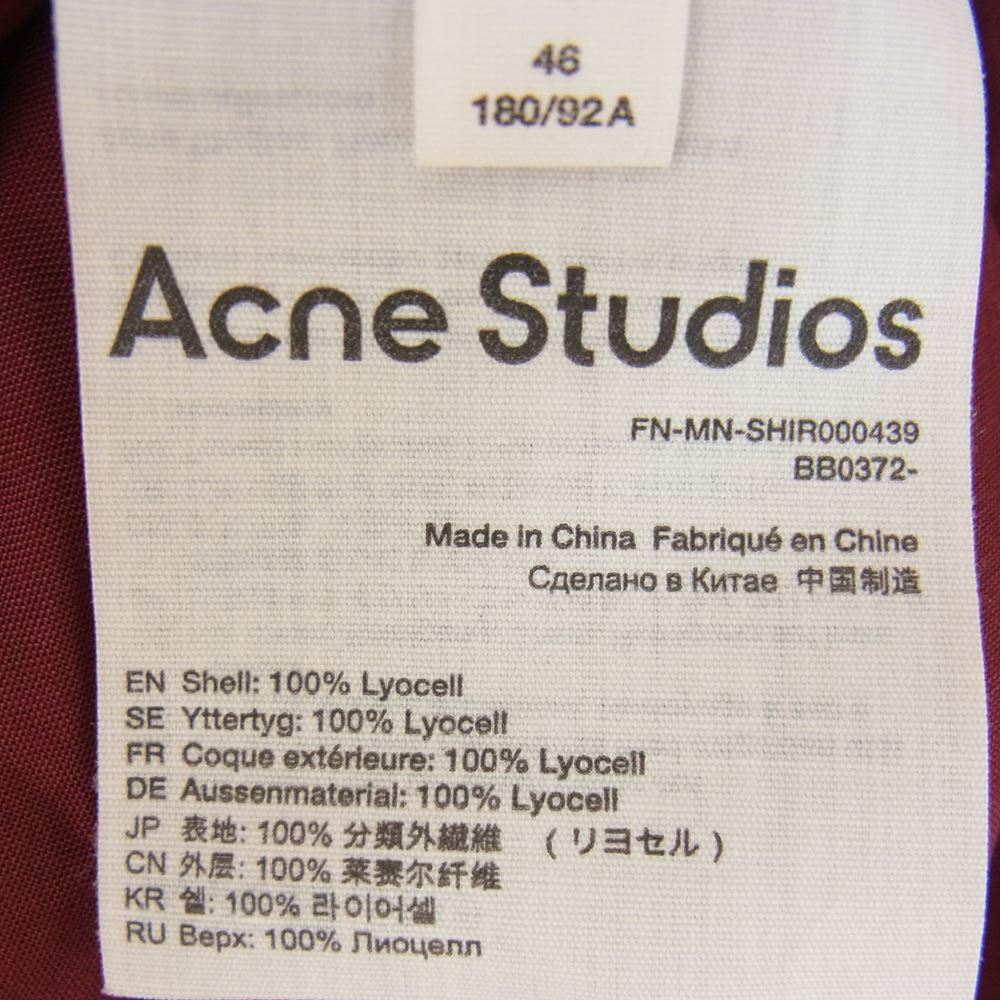 46
180/92A
Acne Studios
FN-MN-SHIR000439
BB0372-
Made in China Fabriqué en Chine
Сделано в Китае 中国制造
EN Shell: 100% Lyocell
SE Yttertyg: 100% Lyocell
FR Coque extérieure: 100% Lyocell
DE Aussenmaterial: 100% Lyocell
JP 表地: 100% 分類外繊維 (リヨセル)
CN 外层: 100% 莱赛尔纤维
KR 쉘: 100% 라이어셀
RU Верх: 100% Лиоцелл